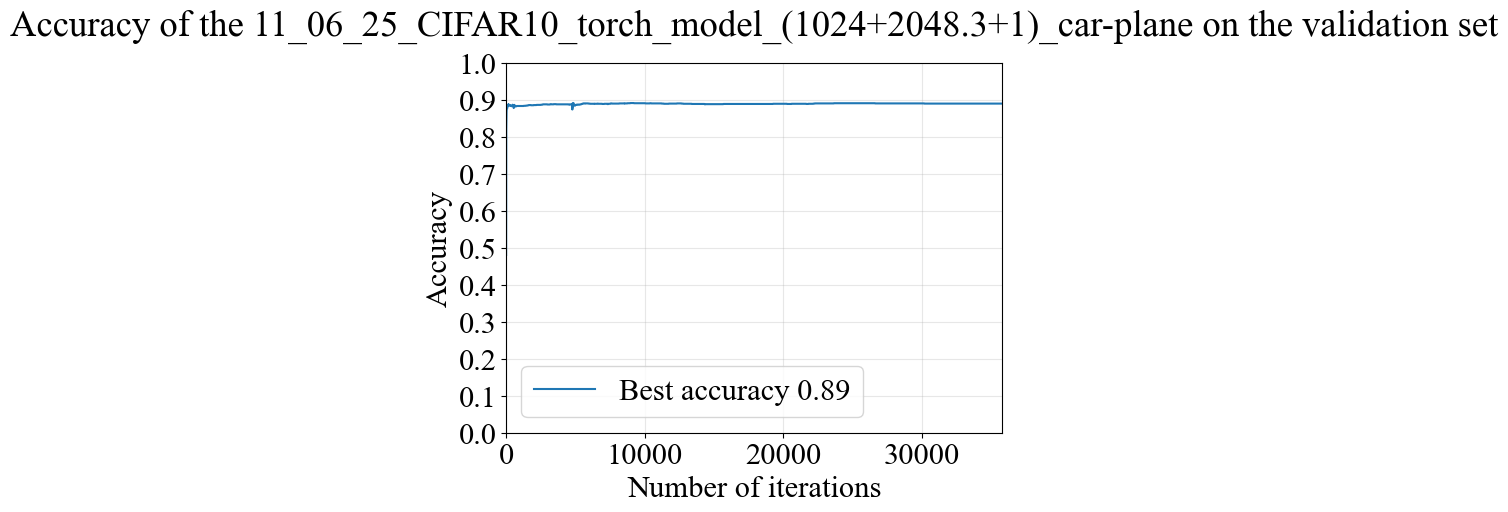 Accuracy of the 11_06_25_CIFAR10_torch_model_(1024+2048.3+1)_car-plane on the validation set
1.0
0.9
0.8
0.7
0.6
0.5
0.4
0.3
0.2
0.1
0.0
Accuracy
Best accuracy 0.89
0 10000 20000 30000
Number of iterations